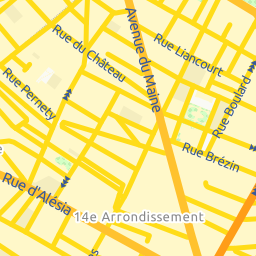 Avenue du Maine
Rue du Château
Rue Liancourt
Rue Pernety
Rue Boulard
Rue Brézin
Rue d'Alésia
14e Arrondissement